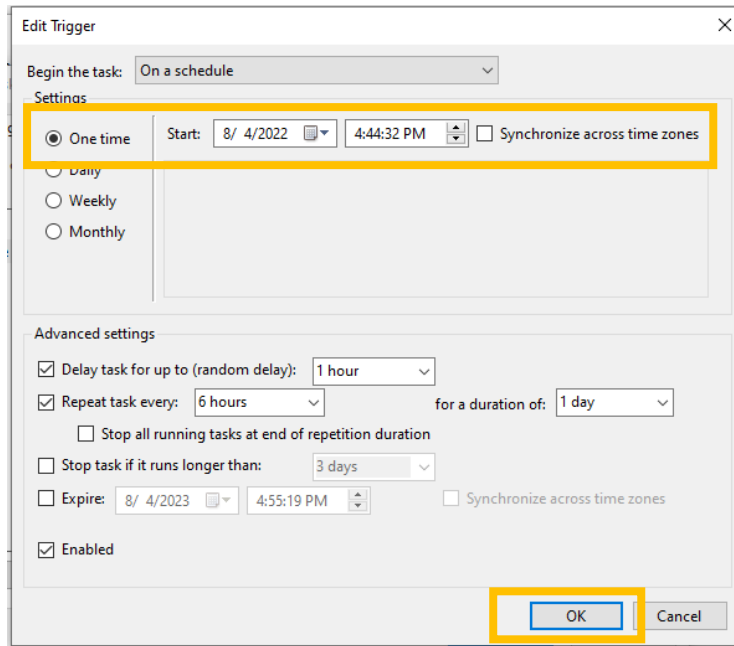 Edit Trigger
Begin the task: On a schedule
Settings
One time Start: 8/ 4/2022 4:44:32 PM Synchronize across time zones
Daily
Weekly
Monthly
Advanced settings
Delay task for up to (random delay): 1 hour
Repeat task every: 6 hours for a duration of: 1 day
Stop all running tasks at end of repetition duration
Stop task if it runs longer than: 3 days
Expire: 8/ 4/2023 4:55:19 PM Synchronize across time zones
Enabled
OK Cancel